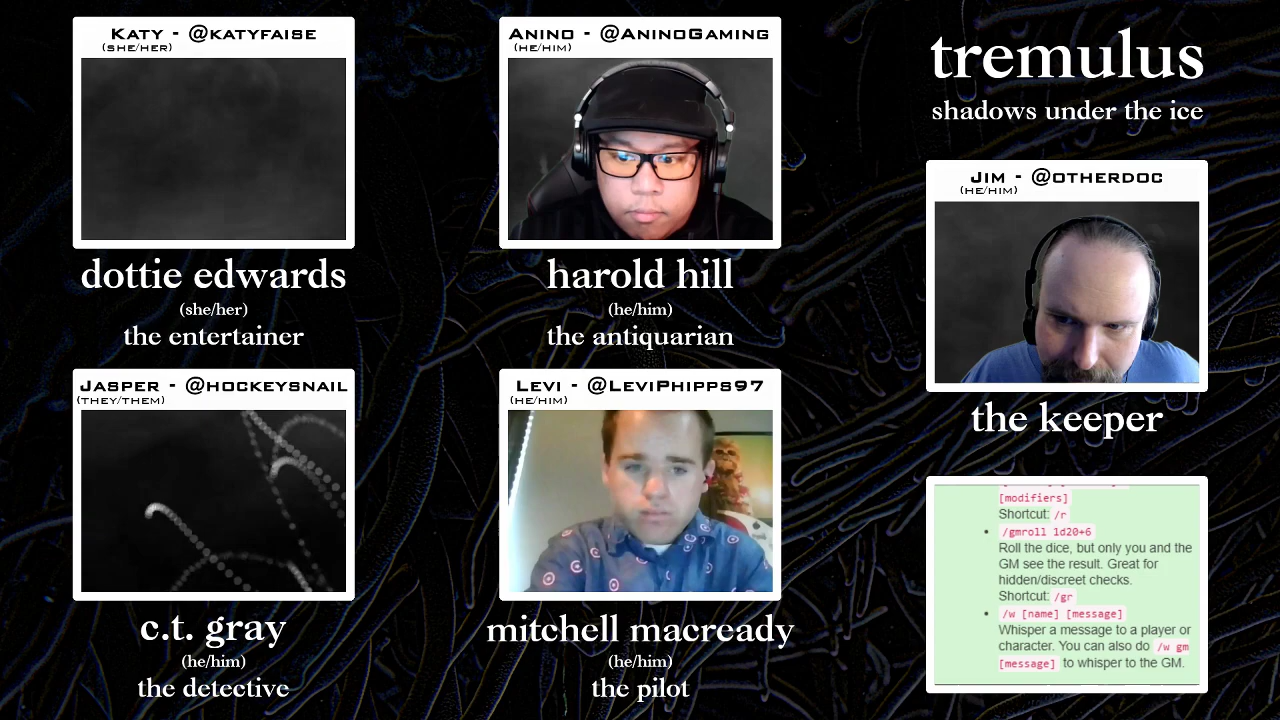 Katy - @katyfaise
(she/her)
dottie edwards
(she/her)
the entertainer
Anino - @AninoGaming
(he/him)
harold hill
(he/him)
the antiquarian
tremulus
shadows under the ice
Jim - @otherdoc
(he/him)
the keeper
Jasper - @hockeysnail
(they/them)
c.t. gray
(he/him)
the detective
Levi - @LeviPhipps97
(he/him)
mitchell macready
(he/him)
the pilot
[modifiers]
Shortcut: /r
/gmroll 1d20+6
Roll the dice, but only you and the
GM see the result. Great for
hidden/discreet checks.
Shortcut: /gr
/w [name] [message]
Whisper a message to a player or
character. You can also do /w gm
[message] to whisper to the GM.